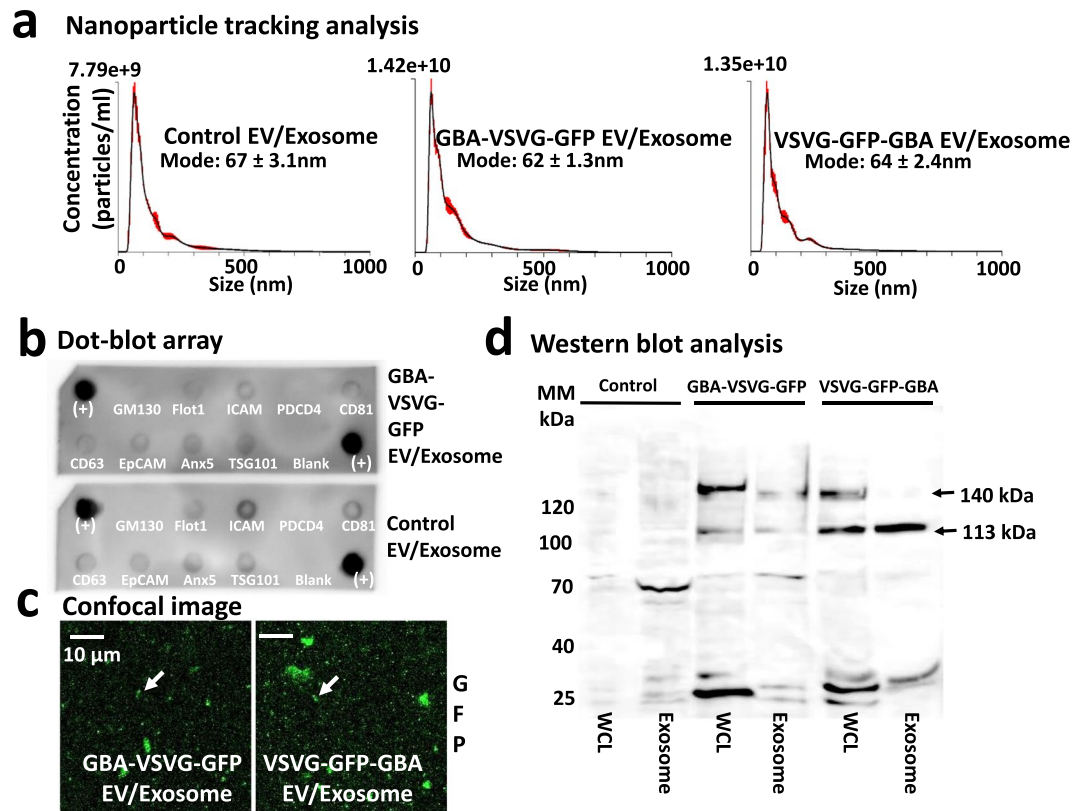 a Nanoparticle tracking analysis
Concentration
(particles/ml)
7.79e+9
Control EV/Exosome
Mode: 67 ± 3.1nm
0 500 1000
Size (nm)
1.42e+10
GBA-VSVG-GFP EV/Exosome
Mode: 62 ± 1.3nm
0 500 1000
Size (nm)
1.35e+10
VSVG-GFP-GBA EV/Exosome
Mode: 64 ± 2.4nm
0 500 1000
Size (nm)
b Dot-blot array
(+) GM130 Flot1 ICAM PDCD4 CD81
CD63 EpCAM Anx5 TSG101 Blank (+)
GBA-
VSVG-
GFP
EV/Exosome
(+) GM130 Flot1 ICAM PDCD4 CD81
CD63 EpCAM Anx5 TSG101 Blank (+)
Control
EV/Exosome
c Confocal image
10 µm
GBA-VSVG-GFP
EV/Exosome
VSVG-GFP-GBA
EV/Exosome
G
F
P
d Western blot analysis
MM
kDa
Control GBA-VSVG-GFP VSVG-GFP-GBA
120
100
70
40
25
140 kDa
113 kDa
WCL
Exosome
WCL
Exosome
WCL
Exosome